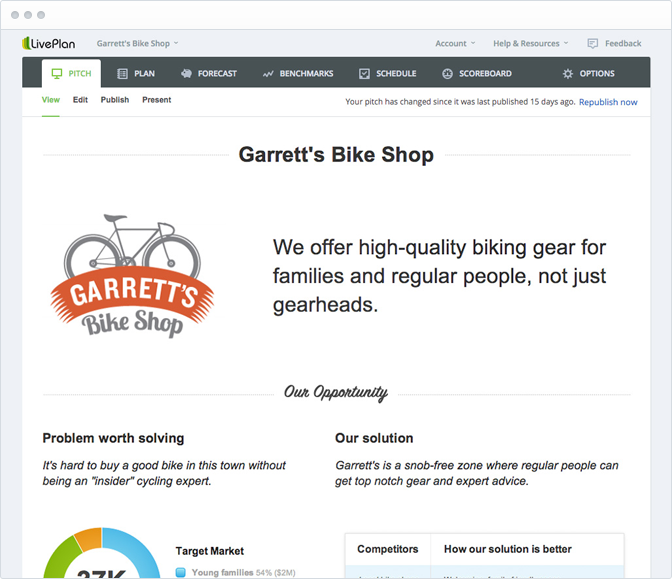 LivePlan
Garrett's Bike Shop
Account
Help & Resources
Feedback
PITCH
PLAN
FORECAST
BENCHMARKS
SCHEDULE
SCOREBOARD
OPTIONS
View
Edit
Publish
Present
Your pitch has changed since it was last published 15 days ago. Republish now
Garrett's Bike Shop
GARRETT'S
Bike Shop
We offer high-quality biking gear for
families and regular people, not just
gearheads.
Our Opportunity
Problem worth solving
It's hard to buy a good bike in this town without
being an "insider" cycling expert.
Our solution
Garrett's is a snob-free zone where regular people can
get top notch gear and expert advice.
27K
Target Market
Young families 54% ($2M)
Competitors
How our solution is better